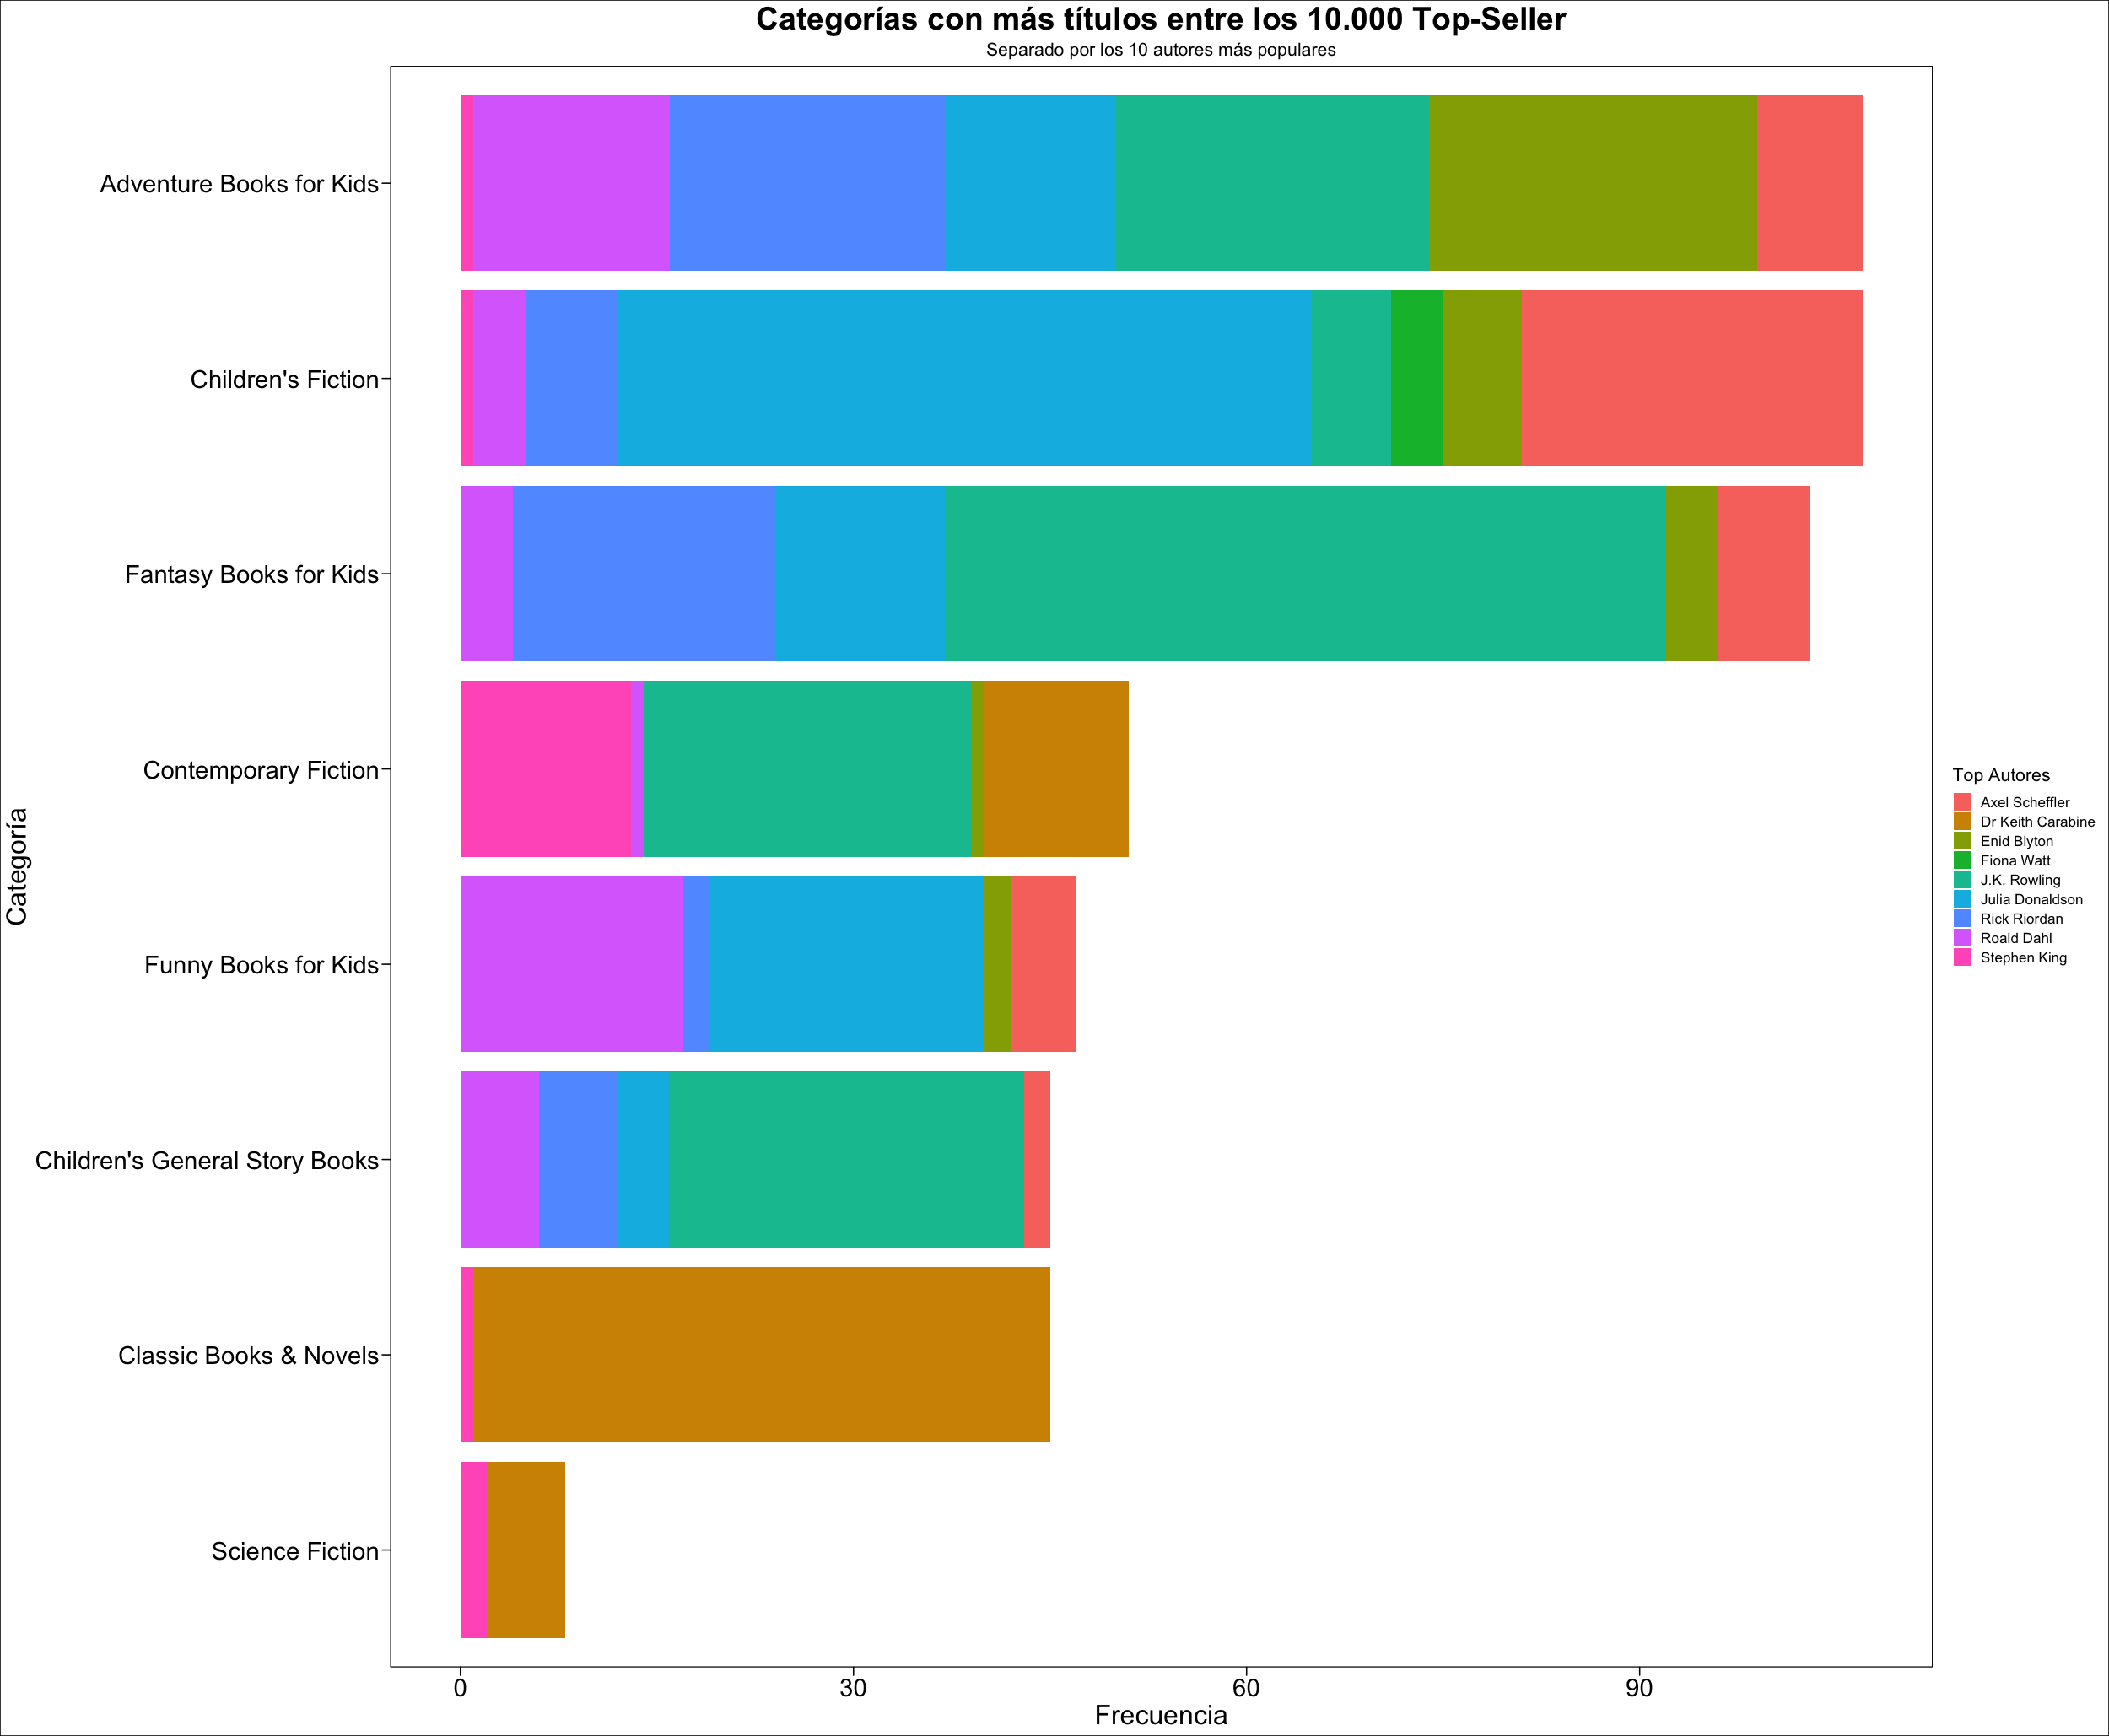 Categorías con más títulos entre los 10.000 Top-Seller
Separado por los 10 autores más populares
Categoría
Adventure Books for Kids
Children's Fiction
Fantasy Books for Kids
Contemporary Fiction
Funny Books for Kids
Children's General Story Books
Classic Books & Novels
Science Fiction
0 30 60 90
Frecuencia
Top Autores
Axel Scheffler
Dr Keith Carabine
Enid Blyton
Fiona Watt
J.K. Rowling
Julia Donaldson
Rick Riordan
Roald Dahl
Stephen King